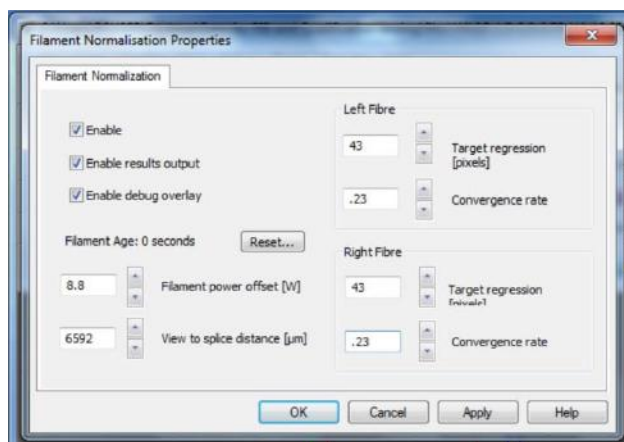 Filament Normalisation Properties
Filament Normalization
Enable
Enable results output
Enable debug overlay
Filament Age: 0 seconds
Reset...
8.8
Filament power offset [W]
6592
View to splice distance [µm]
Left Fibre
43
Target regression
[pixels]
.23
Convergence rate
Right Fibre
43
Target regression
[pixels]
.23
Convergence rate
OK
Cancel
Apply
Help